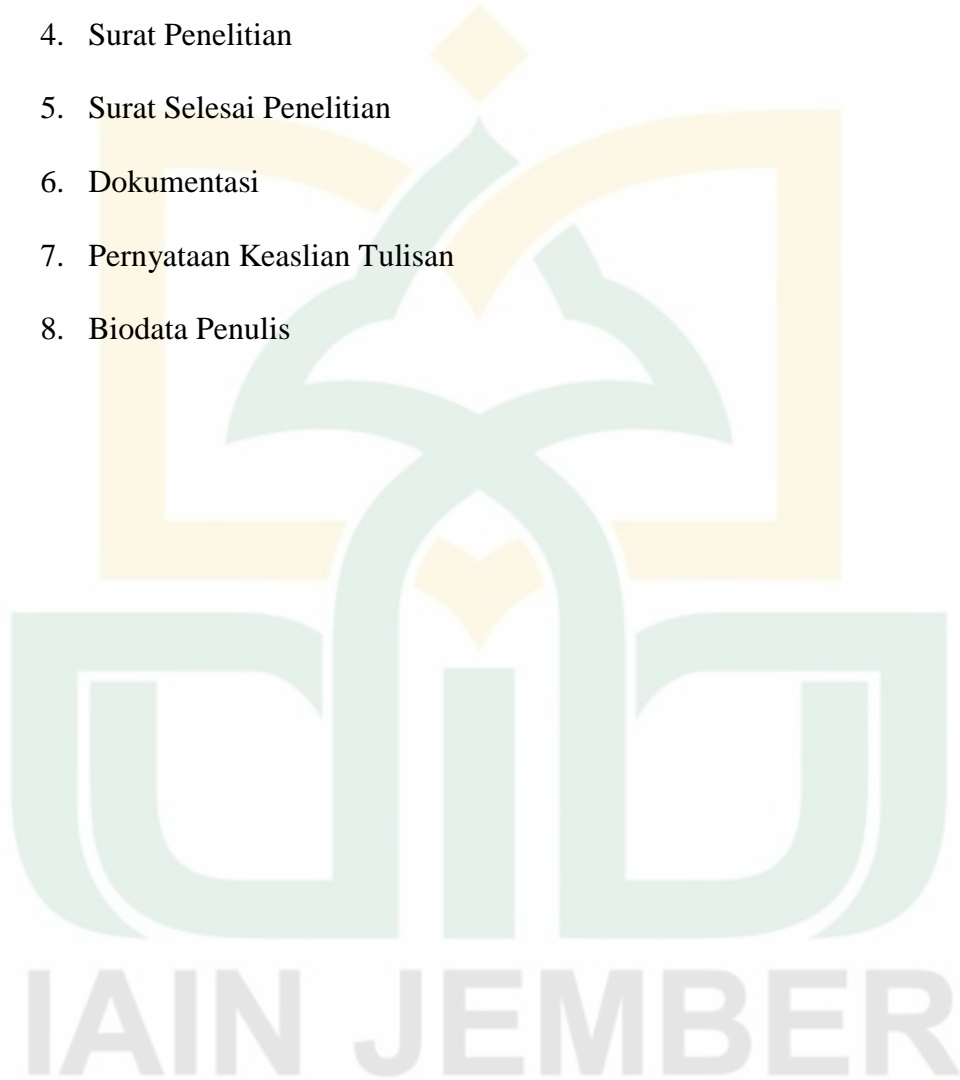 4. Surat Penelitian
5. Surat Selesai Penelitian
6. Dokumentasi
7. Pernyataan Keaslian Tulisan
8. Biodata Penulis
IAIN JEMBER